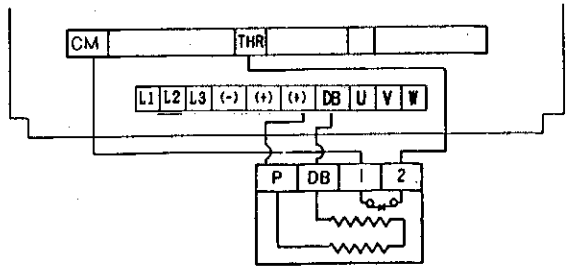 CM THR
L1 L2 L3 (-) (+) (+) DB U V W
P DB 1 2